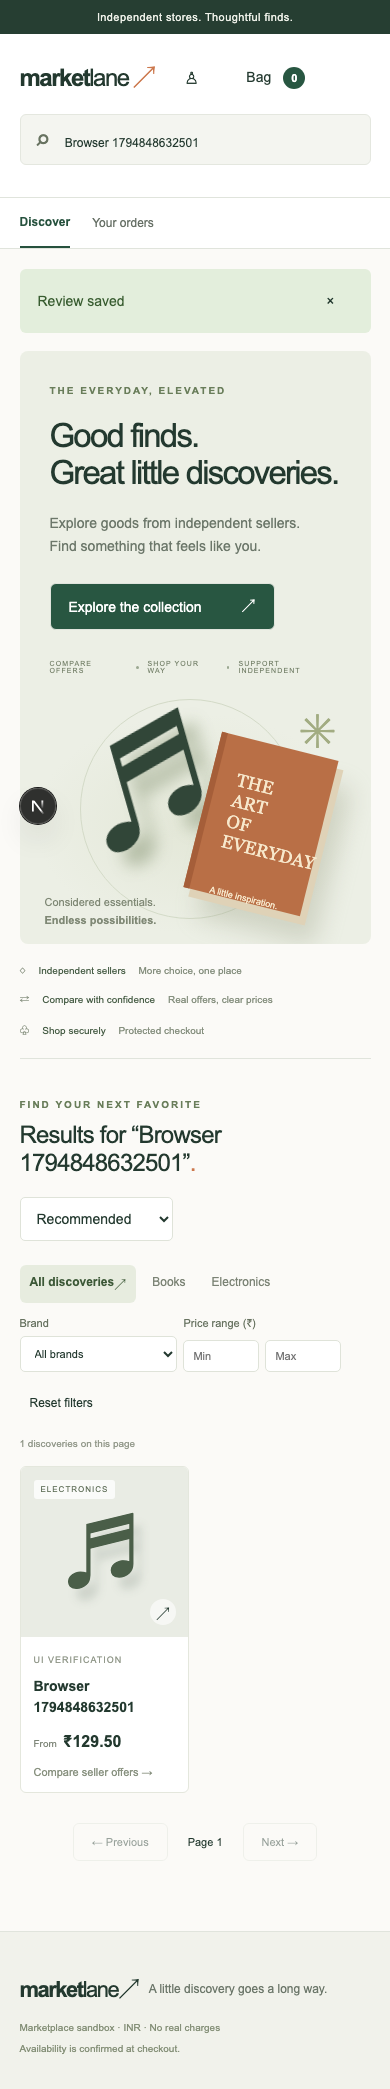 Independent stores. Thoughtful finds.
marketlane
Bag 0
Browser 1794848632501
Discover Your orders
Review saved ×
THE EVERYDAY, ELEVATED
Good finds.
Great little discoveries.
Explore goods from independent sellers.
Find something that feels like you.
Explore the collection ↗
COMPARE OFFERS • SHOP YOUR WAY • SUPPORT INDEPENDENT
THE
ART
OF
EVERYDAY
A little inspiration.
N
Considered essentials.
Endless possibilities.
Independent sellers More choice, one place
Compare with confidence Real offers, clear prices
Shop securely Protected checkout
FIND YOUR NEXT FAVORITE
Results for “Browser
1794848632501”.
Recommended
All discoveries ↗ Books Electronics
Brand Price range (₹)
All brands Min Max
Reset filters
1 discoveries on this page
ELECTRONICS
↗
UI VERIFICATION
Browser
1794848632501
From ₹129.50
Compare seller offers →
← Previous Page 1 Next →
marketlane A little discovery goes a long way.
Marketplace sandbox · INR · No real charges
Availability is confirmed at checkout.